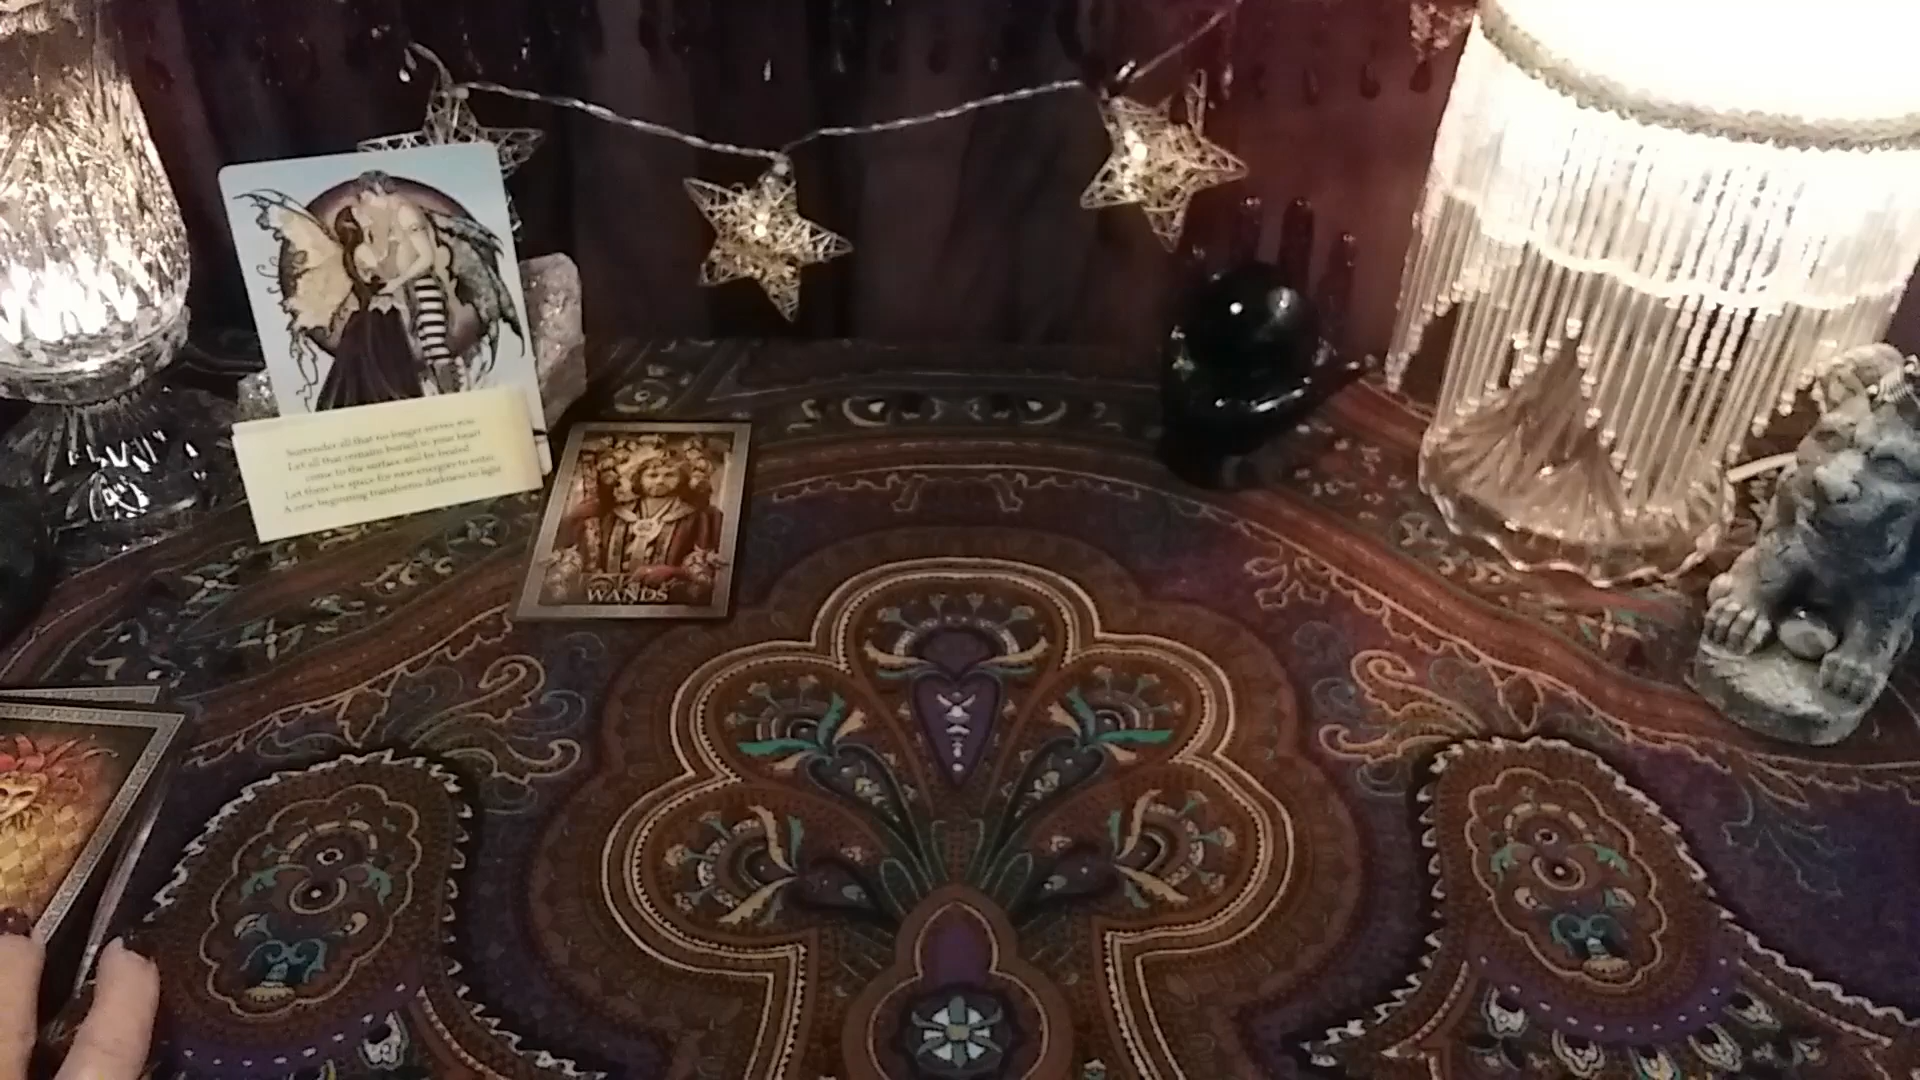 Surrender all that no longer serves you
Let all that remains buried in your heart
come to the surface and be healed
Let there be space for new energies to enter
A new beginning transforms darkness to light
WANDS